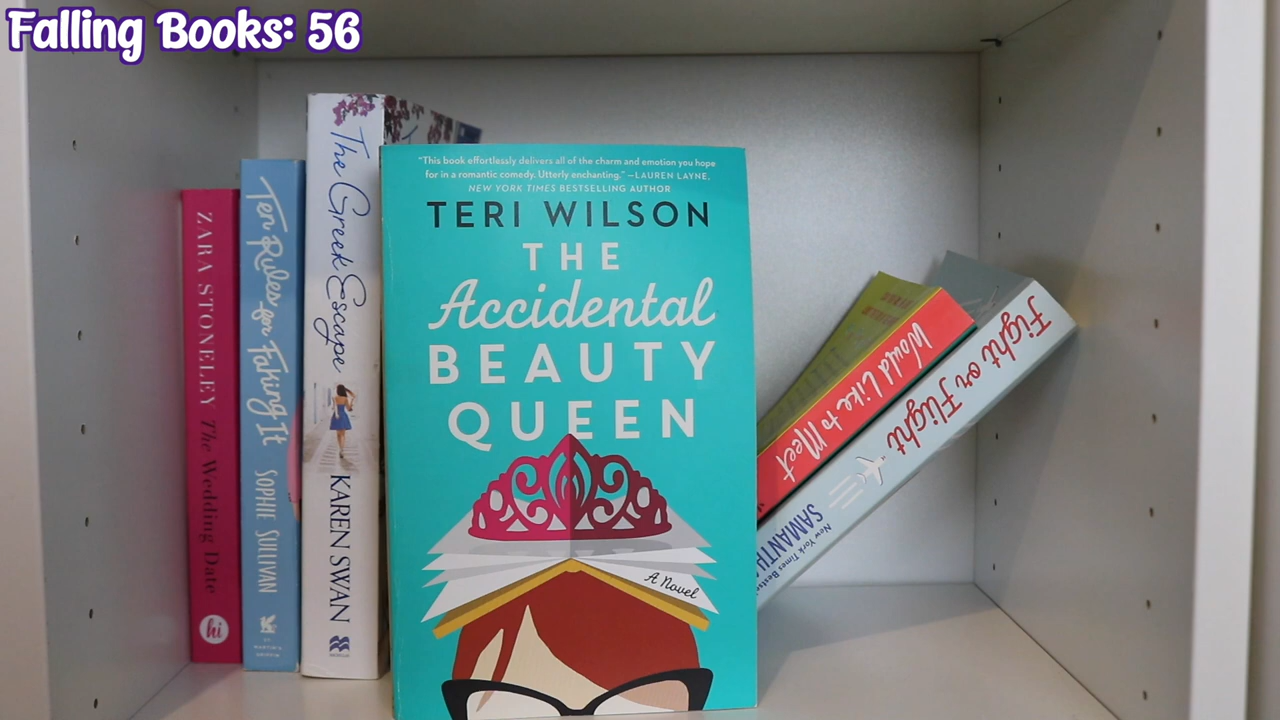 Falling Books: 56
ZARA STONELEY The Wedding Date
hi
Ten Rules for Faking It SOPHIE SULLIVAN
The Greek Escape KAREN SWAN
"This book effortlessly delivers all of the charm and emotion you hope
for in a romantic comedy. Utterly enchanting." —LAUREN LAYNE,
NEW YORK TIMES BESTSELLING AUTHOR
TERI WILSON
THE
Accidental
BEAUTY
QUEEN
A Novel
Would Like to Meet
Fight or Flight
New York Times
SAMANTHA